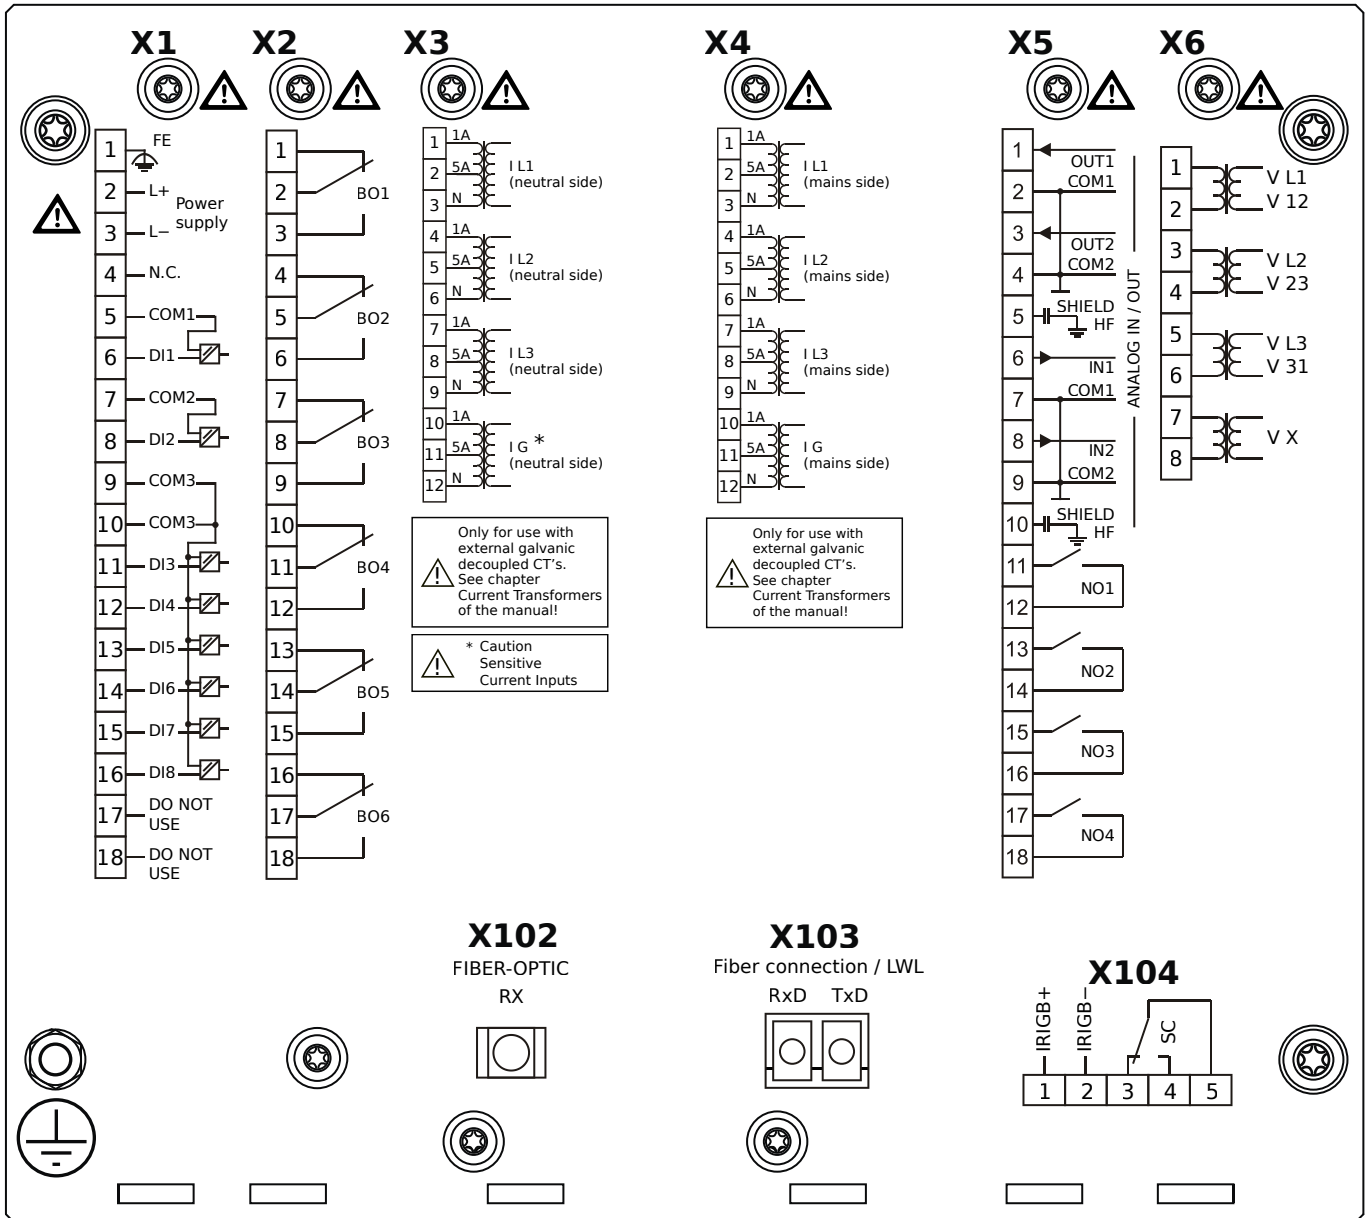 X1
1
FE
2
L+
Power
supply
3
L−
4
N.C.
5
COM1
6
DI1
7
COM2
8
DI2
9
COM3
10
COM3
11
DI3
12
DI4
13
DI5
14
DI6
15
DI7
16
DI8
17
DO NOT
USE
18
DO NOT
USE
X2
1
2
BO1
3
4
5
BO2
6
7
8
BO3
9
10
11
BO4
12
13
14
BO5
15
16
17
BO6
18
X3
1
1A
2
5A
I L1
(neutral side)
3
N
4
1A
5
5A
I L2
(neutral side)
6
N
7
1A
8
5A
I L3
(neutral side)
9
N
10
1A
11
5A
I G *
(neutral side)
12
N
Only for use with
external galvanic
decoupled CT's.
See chapter
Current Transformers
of the manual!
* Caution
Sensitive
Current Inputs
X4
1
1A
2
5A
I L1
(mains side)
3
N
4
1A
5
5A
I L2
(mains side)
6
N
7
1A
8
5A
I L3
(mains side)
9
N
10
1A
11
5A
I G
(mains side)
12
N
Only for use with
external galvanic
decoupled CT's.
See chapter
Current Transformers
of the manual!
X5
1
OUT1
2
COM1
3
OUT2
4
COM2
5
SHIELD
HF
6
IN1
7
COM1
8
IN2
9
COM2
10
SHIELD
HF
ANALOG IN / OUT
11
NO1
12
13
NO2
14
15
NO3
16
17
NO4
18
X6
1
V L1
2
V 12
3
V L2
4
V 23
5
V L3
6
V 31
7
V X
8
X102
FIBER-OPTIC
RX
X103
Fiber connection / LWL
RxD TxD
X104
IRIGB+
IRIGB−
SC
1 2 3 4 5